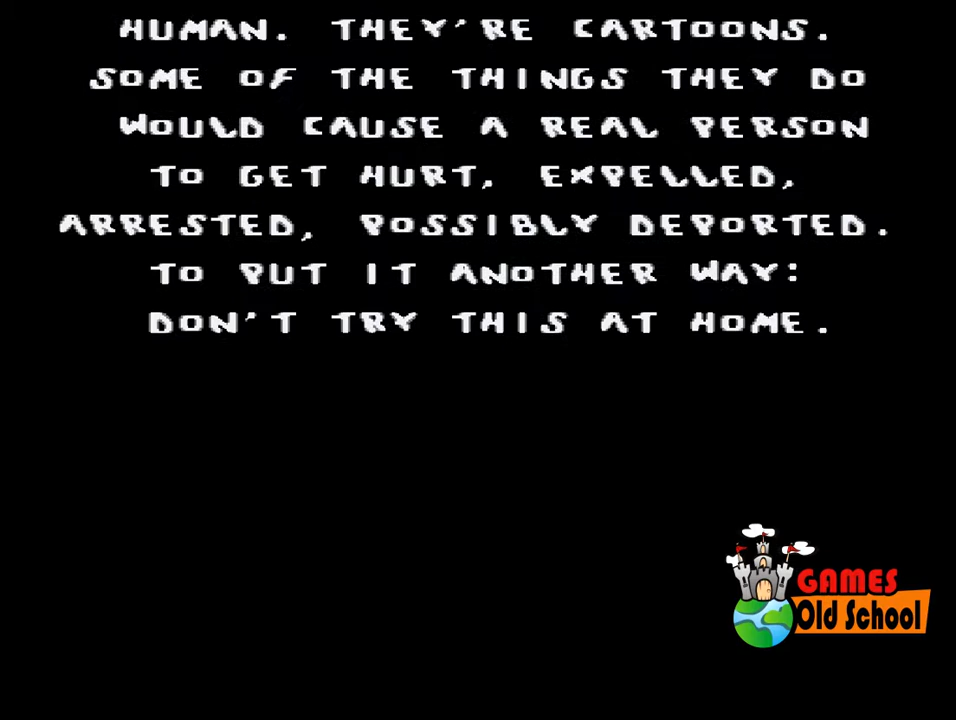 HUMAN. THEY'RE CARTOONS.
SOME OF THE THINGS THEY DO
WOULD CAUSE A REAL PERSON
TO GET HURT, EXPELLED,
ARRESTED, POSSIBLY DEPORTED.
TO PUT IT ANOTHER WAY:
DON'T TRY THIS AT HOME.
GAMES
Old School